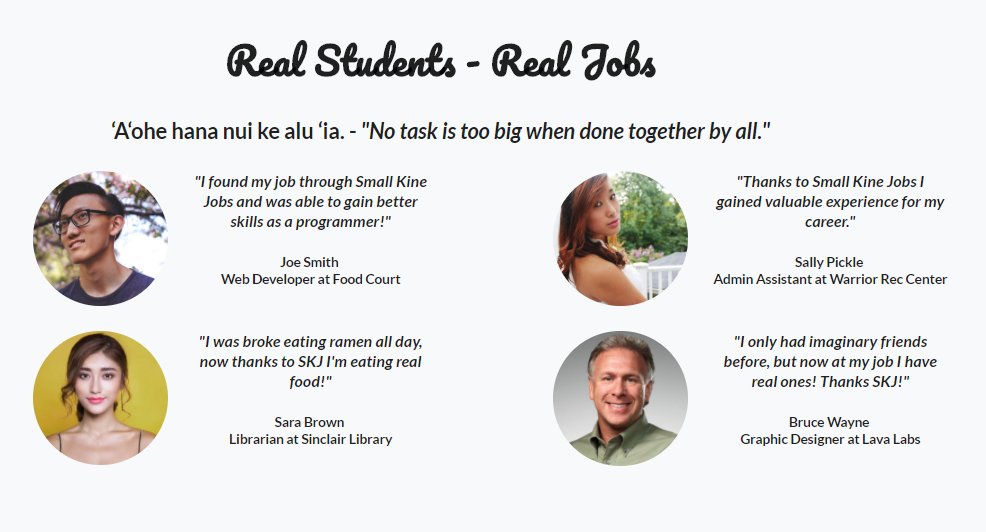 Real Students - Real Jobs
ʻAʻohe hana nui ke alu ʻia. - "No task is too big when done together by all."
"I found my job through Small Kine
Jobs and was able to gain better
skills as a programmer!"
Joe Smith
Web Developer at Food Court
"Thanks to Small Kine Jobs I
gained valuable experience for my
career."
Sally Pickle
Admin Assistant at Warrior Rec Center
"I was broke eating ramen all day,
now thanks to SKJ I'm eating real
food!"
Sara Brown
Librarian at Sinclair Library
"I only had imaginary friends
before, but now at my job I have
real ones! Thanks SKJ!"
Bruce Wayne
Graphic Designer at Lava Labs